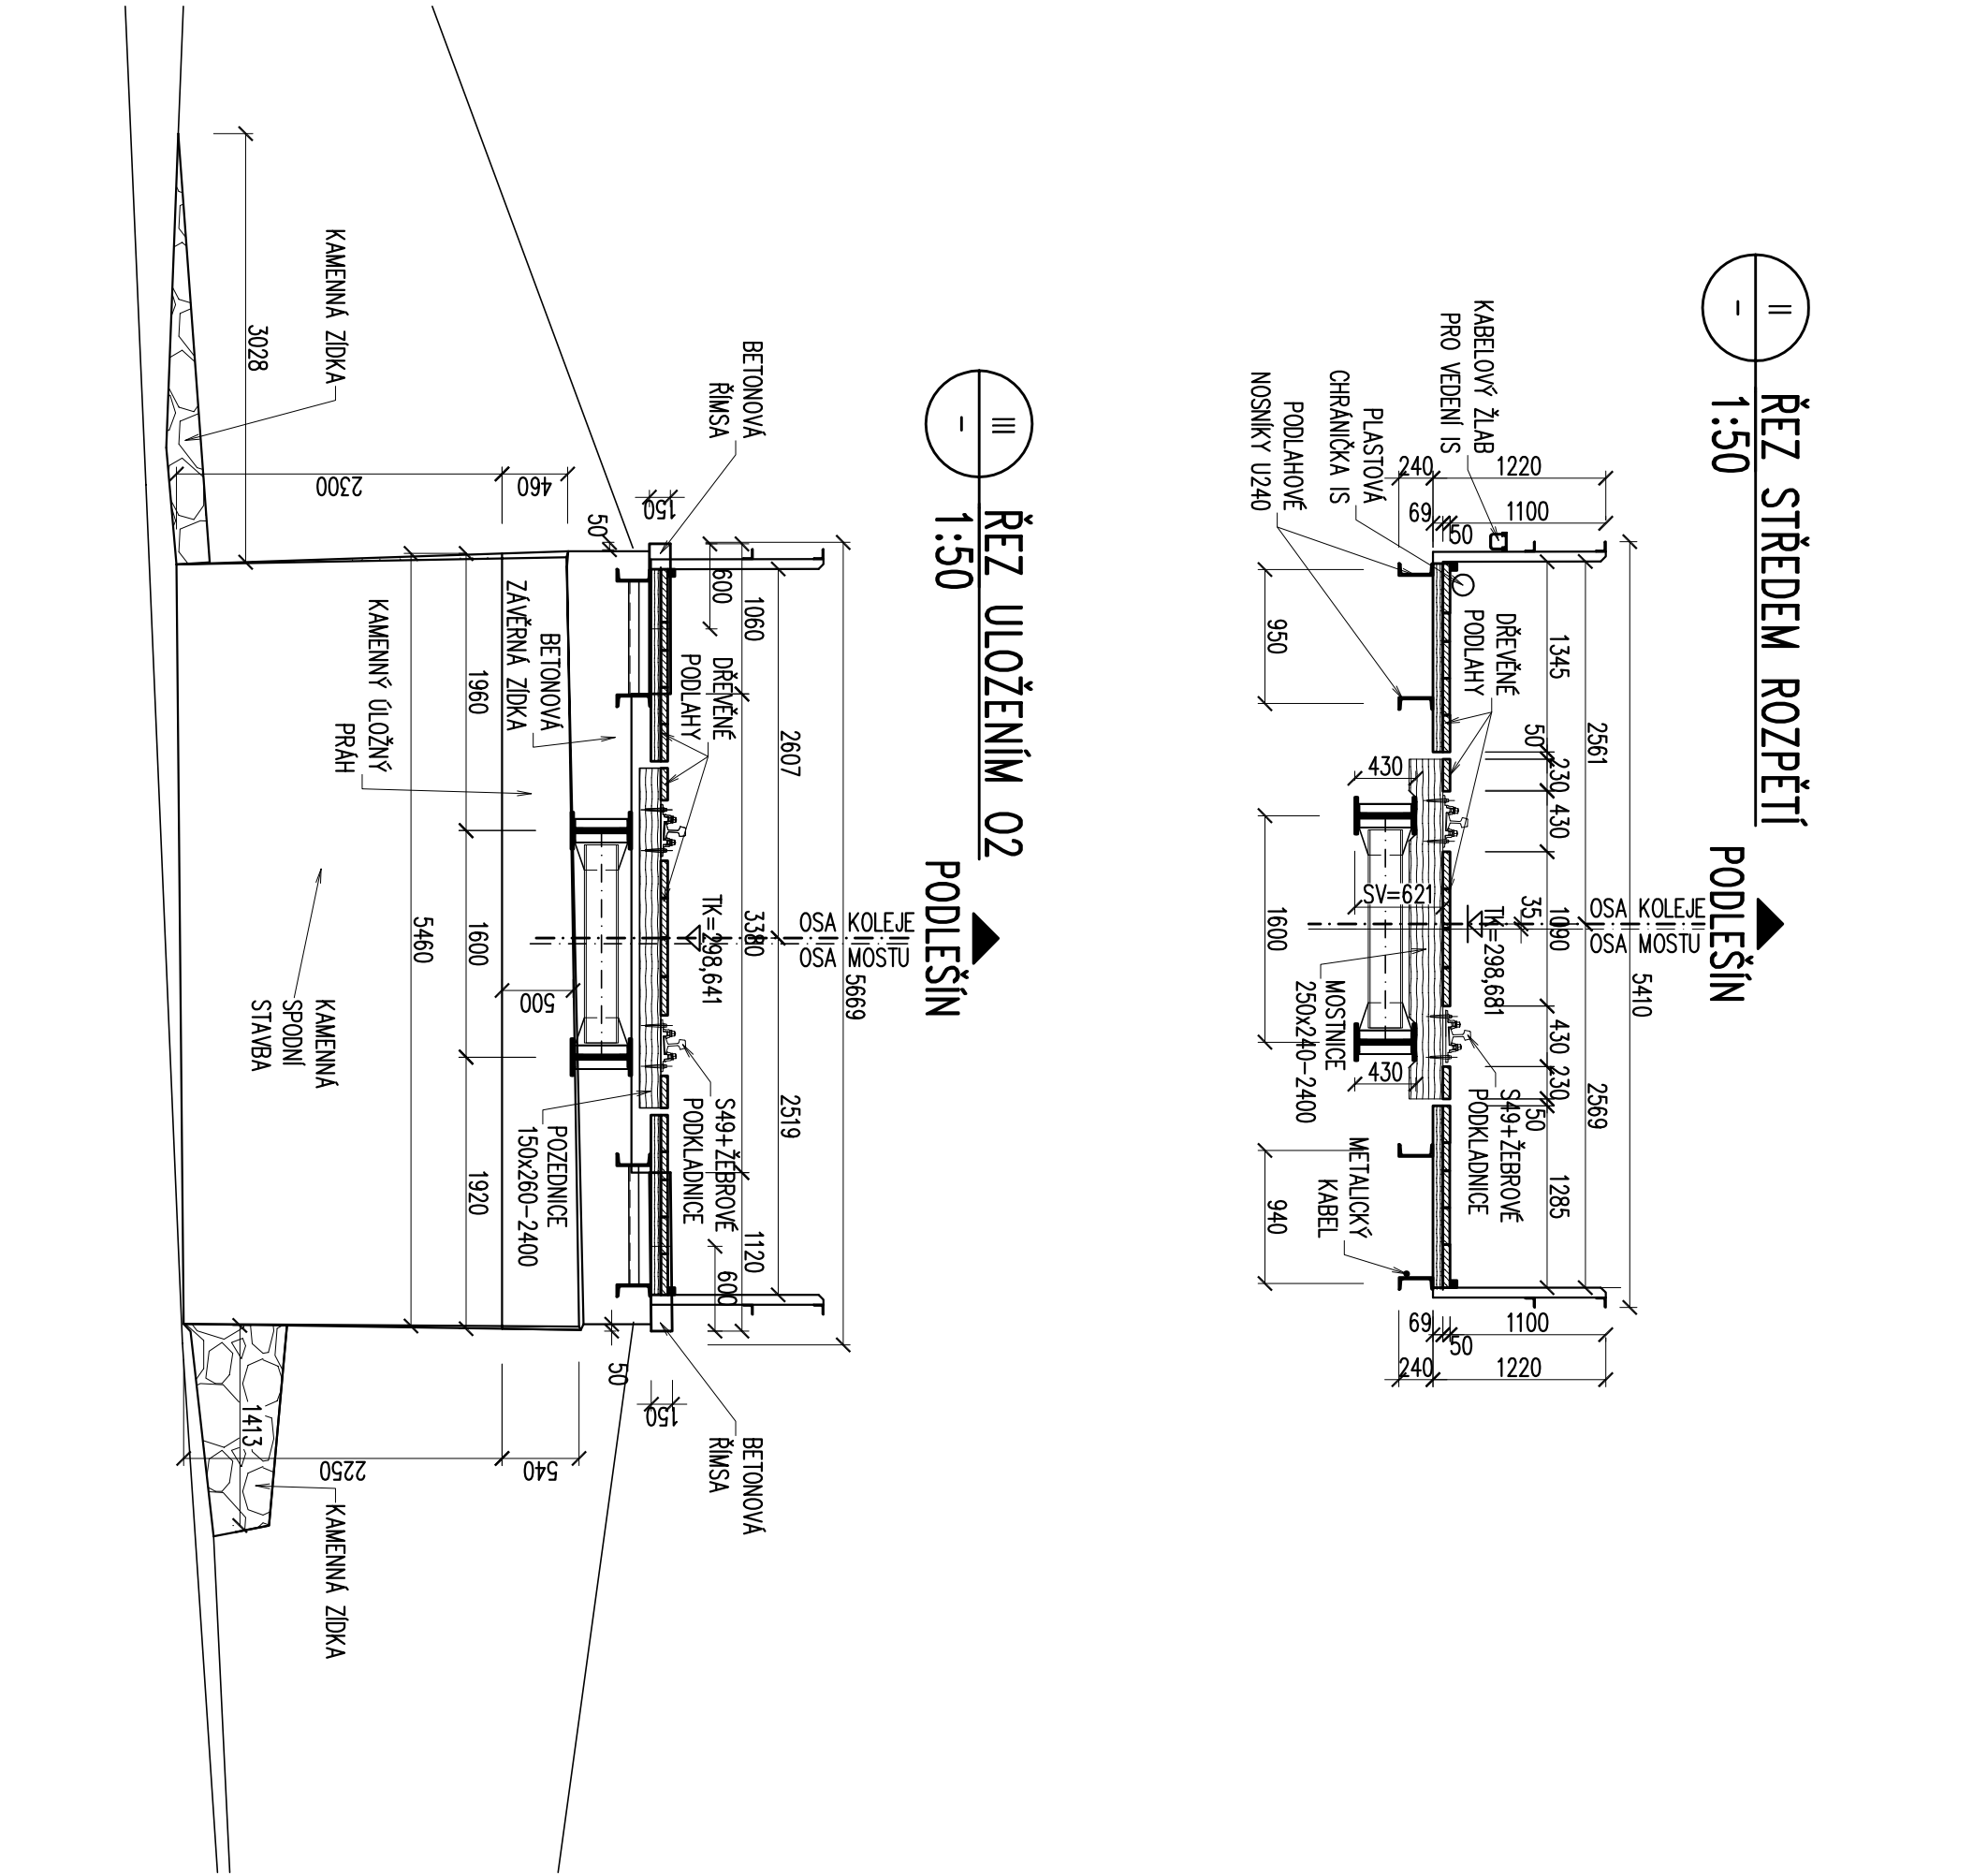 II
-
ŘEZ STŘEDEM ROZPĚTÍ
1:50
PODLEŠÍN
KABELOVÝ ŽLAB
PRO VEDENÍ IS
PLASTOVÁ
CHRÁNIČKA IS
PODLAHOVÉ
NOSNÍKY U240
240
1220
69
50
1100
5410
2561
2569
1345
50
230
430
1090
430
230
50
1285
35
OSA KOLEJE
OSA MOSTU
TK=298,681
DŘEVĚNÉ
PODLAHY
S49+ŽEBROVÉ
PODKLADNICE
430
SV=621
430
MOSTNICE
250x240-2400
METALICKÝ
KABEL
950
1600
940
69
50
1100
240
1220
III
-
ŘEZ ULOŽENÍM 02
1:50
PODLEŠÍN
OSA KOLEJE
OSA MOSTU
5669
2607
2519
1060
3380
1120
600
600
BETONOVÁ
ŘÍMSA
150
DŘEVĚNÉ
PODLAHY
TK=298,641
S49+ŽEBROVÉ
PODKLADNICE
BETONOVÁ
ŘÍMSA
150
50
50
BETONOVÁ
ZÁVĚRNÁ ZÍDKA
POZEDNICE
150x260-2400
460
2300
500
540
2250
1960
1600
1920
5460
KAMENNÝ ÚLOŽNÝ
PRÁH
KAMENNÁ
SPODNÍ
STAVBA
KAMENNÁ ZÍDKA
3028
1413
KAMENNÁ ZÍDKA